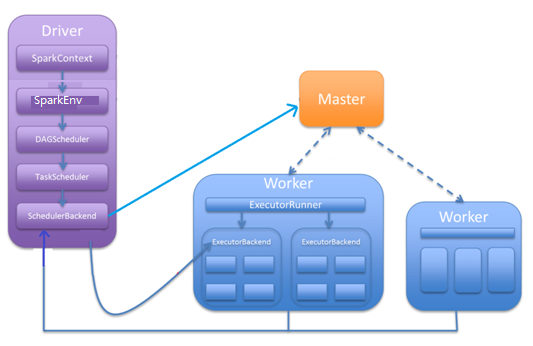 Driver
SparkContext
SparkEnv
DAGScheduler
TaskScheduler
SchedulerBackend
Master
Worker
ExecutorRunner
ExecutorBackend
ExecutorBackend
Worker